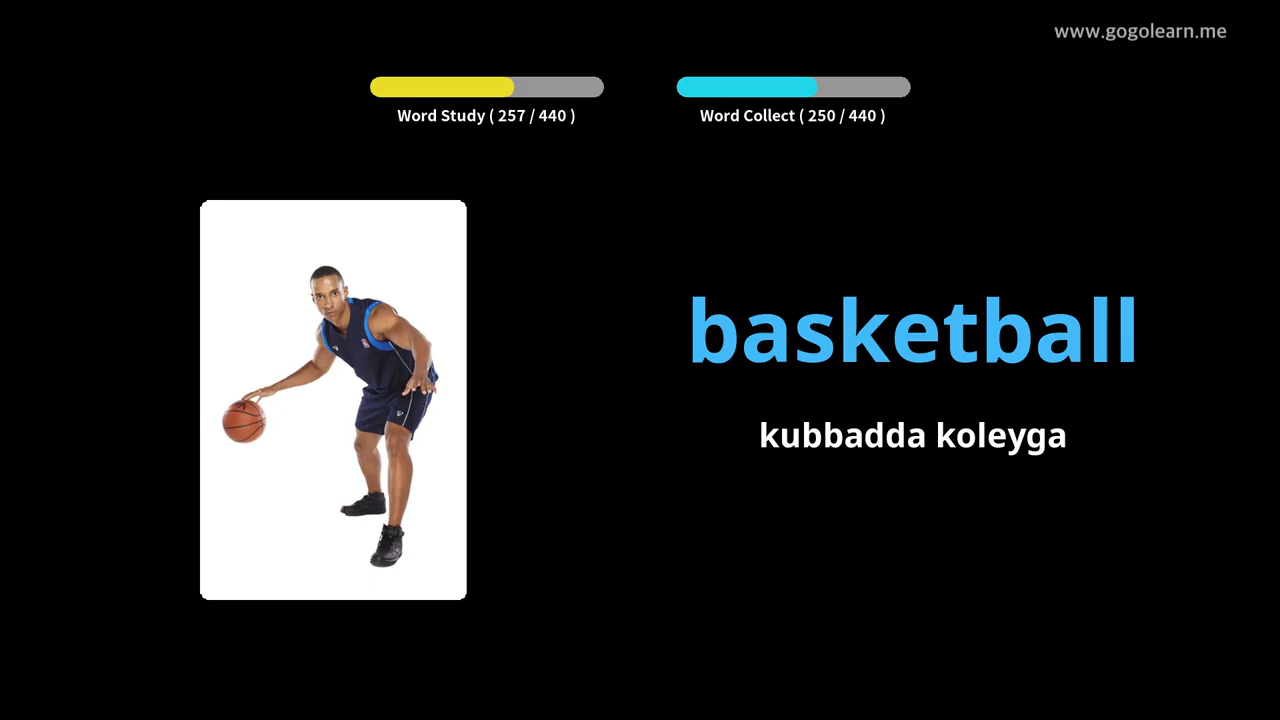 www.gogolearn.me
Word Study ( 257 / 440 )
Word Collect ( 250 / 440 )
basketball
kubbadda koleyga